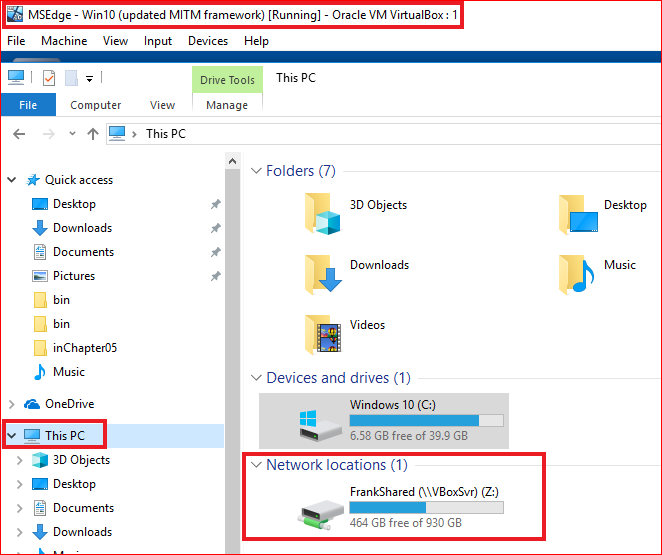 MSEdge - Win10 (updated MITM framework) [Running] - Oracle VM VirtualBox : 1
File Machine View Input Devices Help
Drive Tools This PC
File Computer View Manage
This PC
Quick access
Desktop
Downloads
Documents
Pictures
bin
bin
inChapter05
Music
OneDrive
This PC
3D Objects
Desktop
Documents
Downloads
Folders (7)
3D Objects Desktop
Downloads Music
Videos
Devices and drives (1)
Windows 10 (C:)
6.58 GB free of 39.9 GB
Network locations (1)
FrankShared (\\VBoxSvr) (Z:)
464 GB free of 930 GB